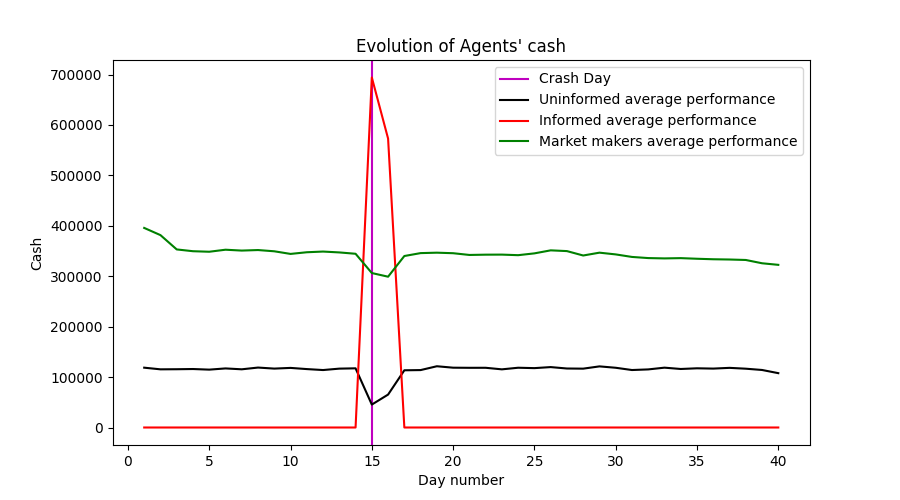 Evolution of Agents' cash
Crash Day
Uninformed average performance
Informed average performance
Market makers average performance
Cash
700000
600000
500000
400000
300000
200000
100000
0
0 5 10 15 20 25 30 35 40
Day number